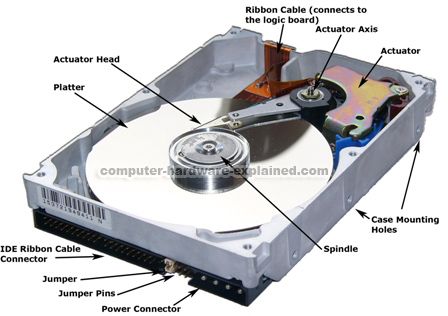 Ribbon Cable (connects to
the logic board)
Actuator Axis
Actuator Head
Actuator
Platter
computer-hardware-explained.com
Case Mounting
Holes
IDE Ribbon Cable
Connector
Spindle
Jumper
Jumper Pins
Power Connector